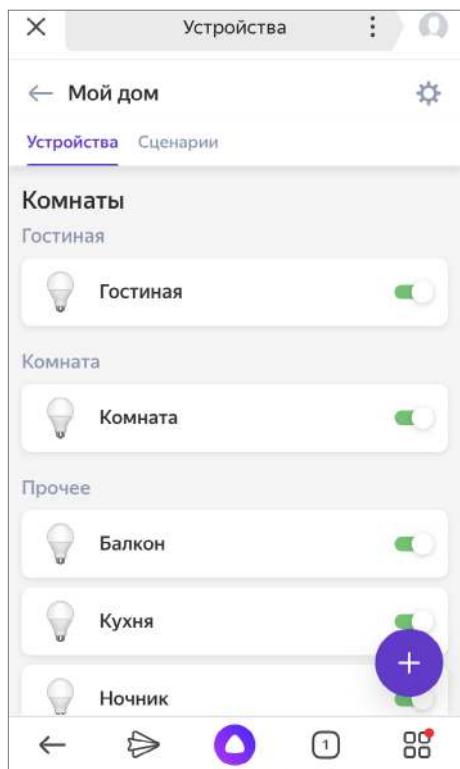 Устройства
Мой дом
Устройства Сценарии
Комнаты
Гостиная
Гостиная
Комната
Комната
Прочее
Балкон
Кухня
Ночник
1